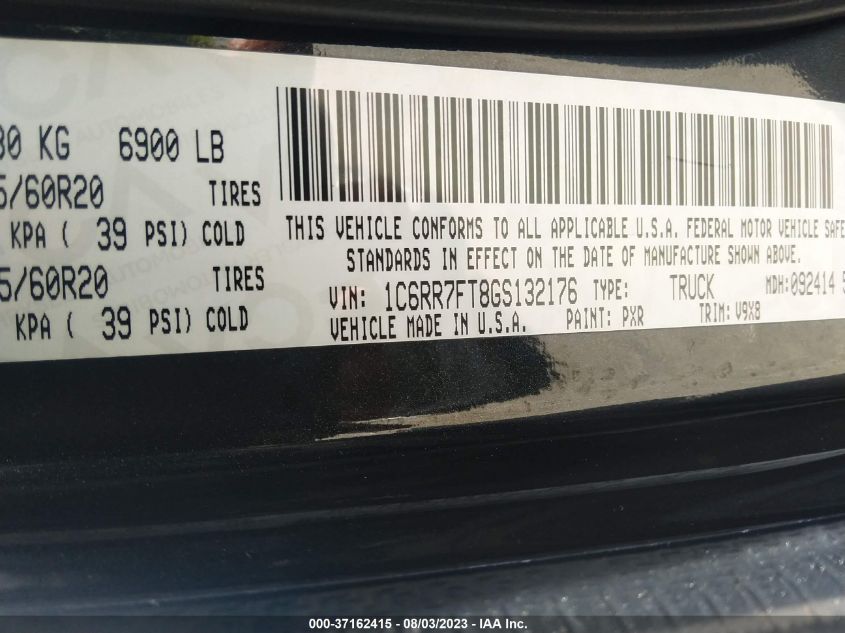 80 KG 6900 LB
5/60R20 TIRES
KPA ( 39 PSI) COLD
5/60R20 TIRES
KPA ( 39 PSI) COLD
THIS VEHICLE CONFORMS TO ALL APPLICABLE U.S.A. FEDERAL MOTOR VEHICLE SAFE
STANDARDS IN EFFECT ON THE DATE OF MANUFACTURE SHOWN ABOVE.
VIN: 1C6RR7FT8GS132176 TYPE: TRUCK MDH:092414 5
VEHICLE MADE IN U.S.A. PAINT: PXR TRIM: V9X8
000-37162415 - 08/03/2023 - IAA Inc.